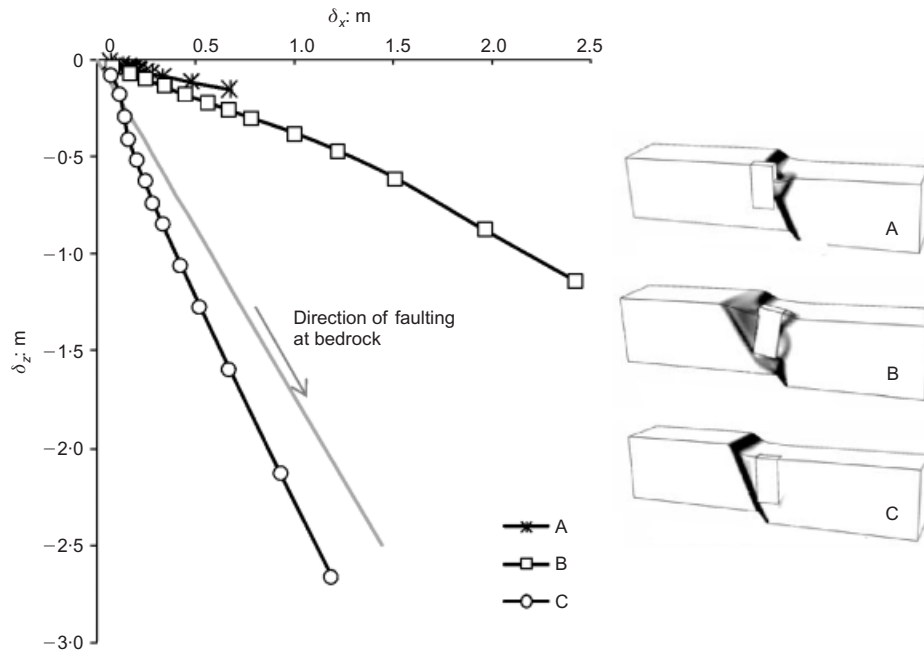 δx: m
0 0.5 1.0 1.5 2.0 2.5
0
−0·5
−1·0
−1·5
−2·0
−2·5
−3·0
δz: m
Direction of faulting
at bedrock
A
B
C
A
B
C